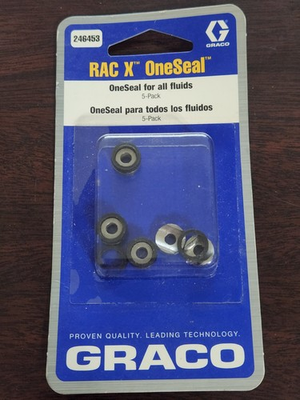 246453
GRACO
RAC X™ OneSeal™
OneSeal for all fluids
5-Pack
OneSeal para todos los fluidos
5-Pack
PROVEN QUALITY. LEADING TECHNOLOGY.
GRACO